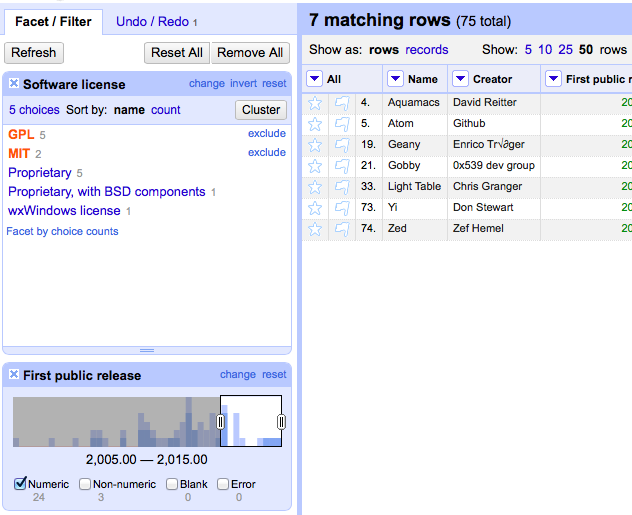 Facet / Filter
Undo / Redo 1
Refresh
Reset All
Remove All
Software license
change invert reset
5 choices Sort by: name count
Cluster
GPL 5
exclude
MIT 2
exclude
Proprietary 5
Proprietary, with BSD components 1
wxWindows license 1
Facet by choice counts
First public release
change reset
2,005.00 — 2,015.00
Numeric Non-numeric Blank Error
24 3 0 0
7 matching rows (75 total)
Show as: rows records
Show: 5 10 25 50 rows
All Name Creator First public r
4. Aquamacs David Reitter 20
5. Atom Github 20
19. Geany Enrico Tr√∂ger 20
21. Gobby 0x539 dev group 20
33. Light Table Chris Granger 20
73. Yi Don Stewart 20
74. Zed Zef Hemel 20